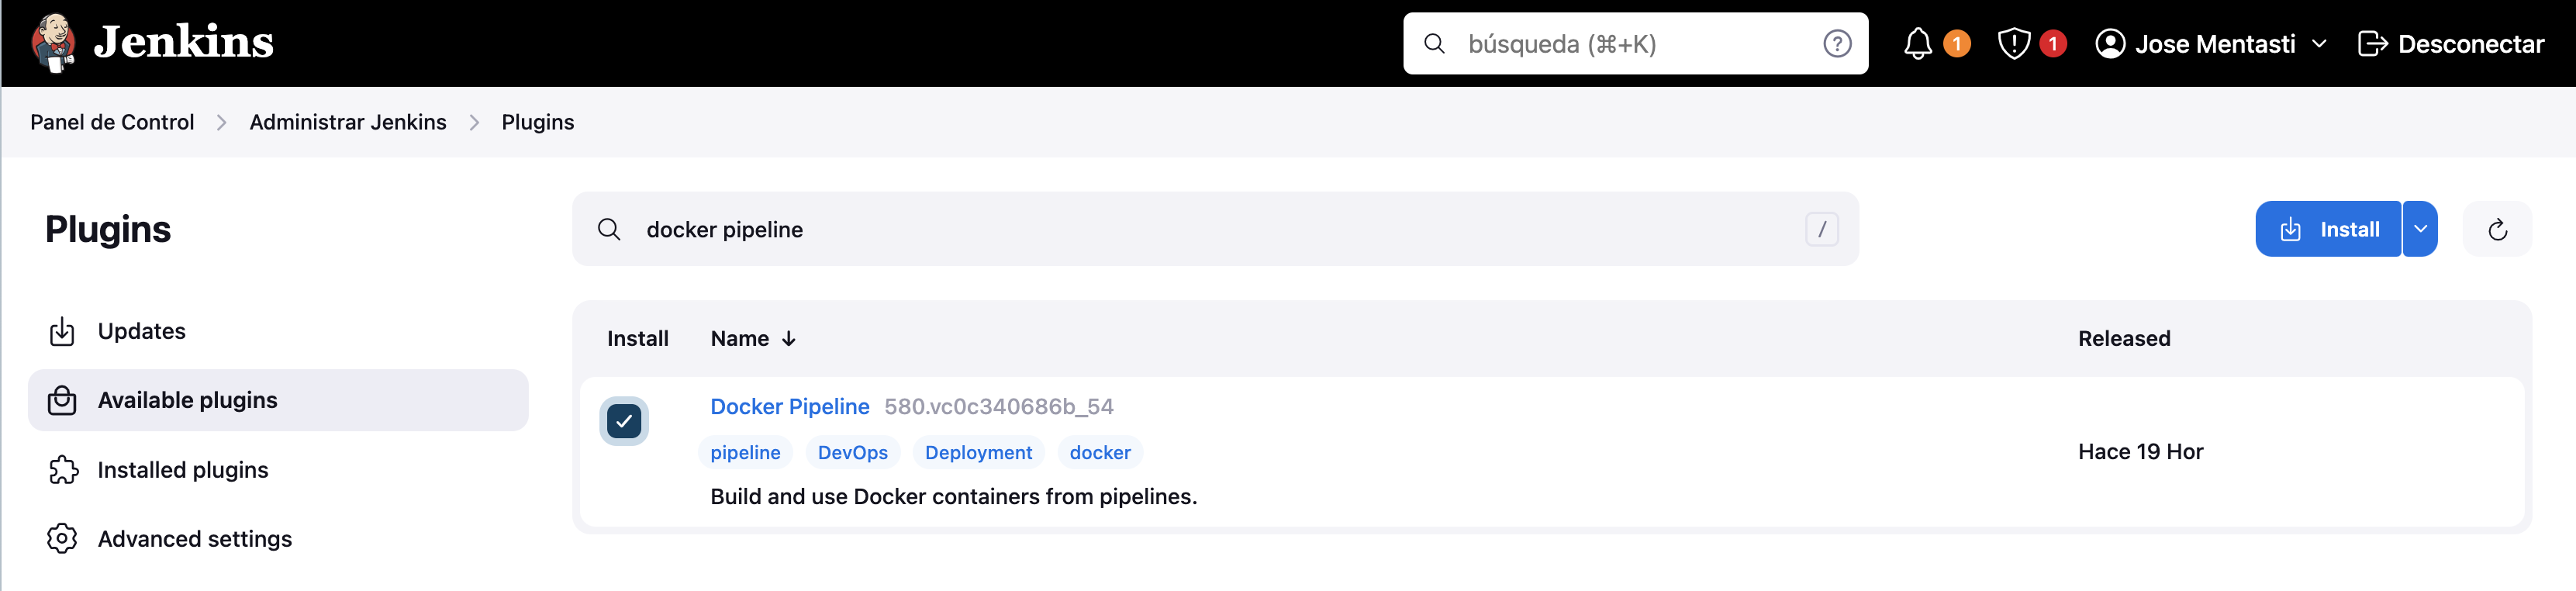 Jenkins
búsqueda (⌘+K)
?
1
1
Jose Mentasti
Desconectar
Panel de Control > Administrar Jenkins > Plugins
Plugins
docker pipeline
/
Install
Updates
Available plugins
Installed plugins
Advanced settings
Install Name ↓ Released
Docker Pipeline 580.vc0c340686b_54
pipeline DevOps Deployment docker
Build and use Docker containers from pipelines.
Hace 19 Hor